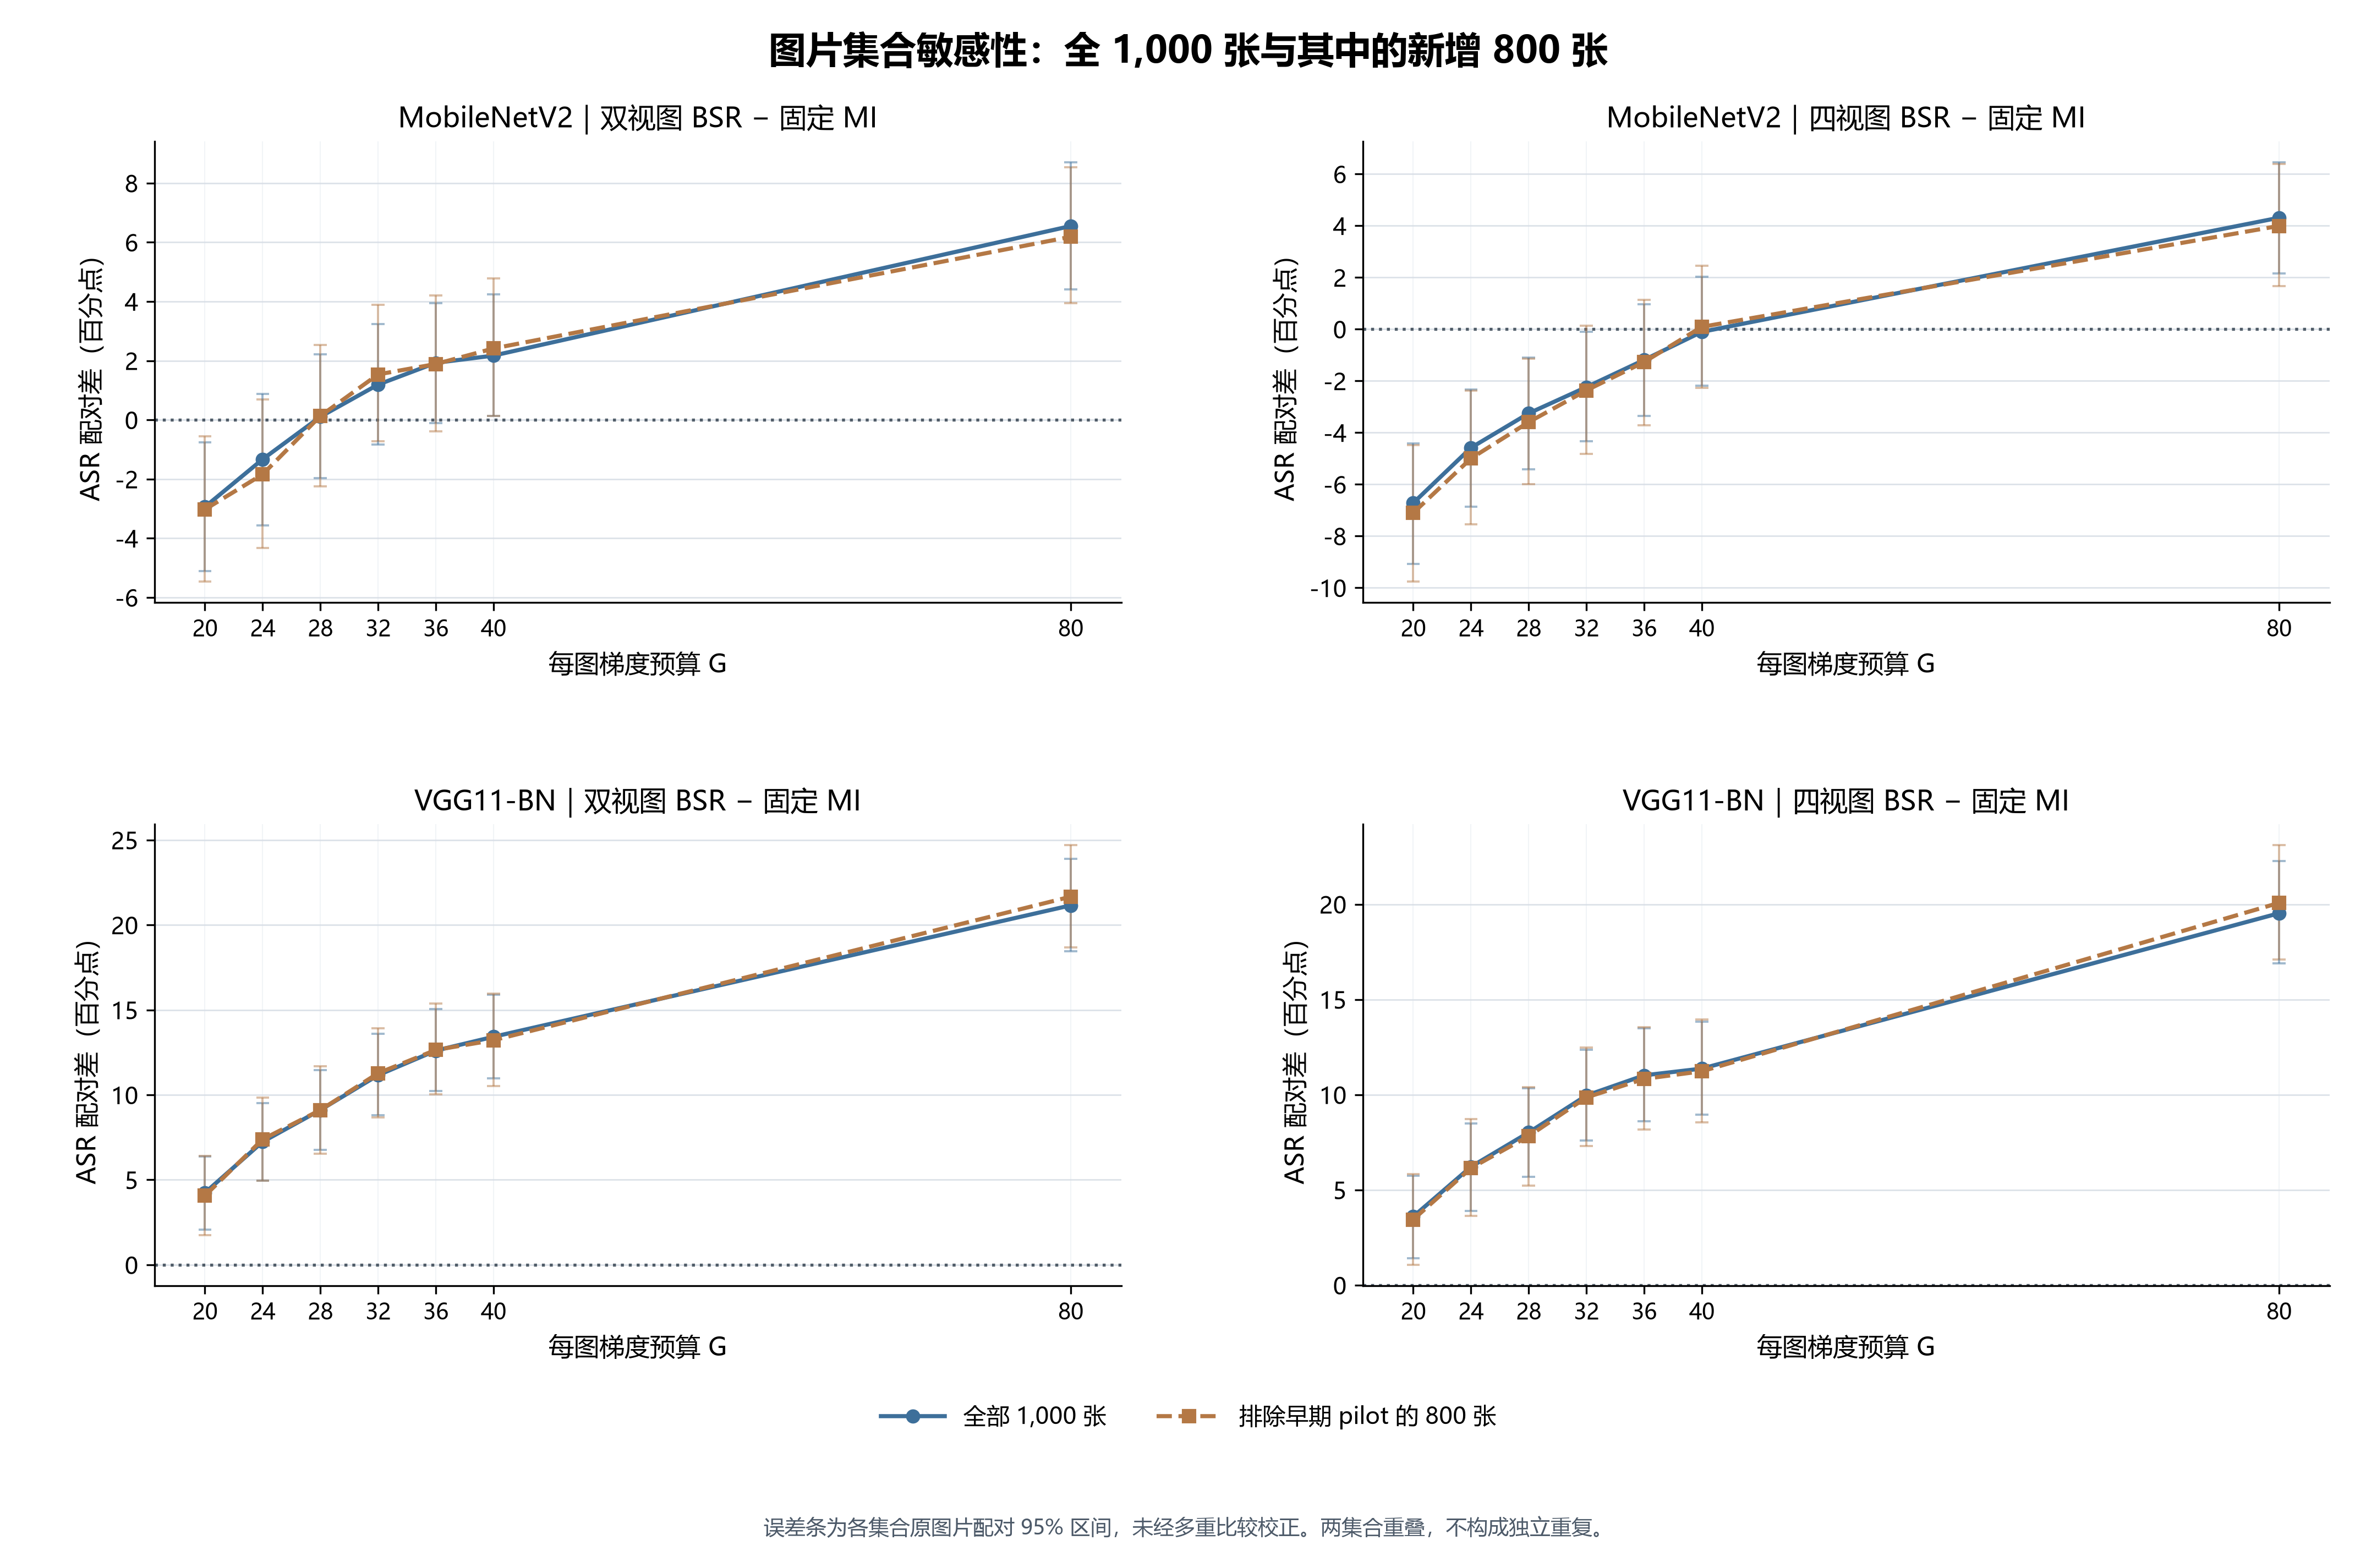 图片集合敏感性：全 1,000 张与其中的新增 800 张
MobileNetV2 | 双视图 BSR − 固定 MI
ASR 配对差（百分点）
8
6
4
2
0
-2
-4
-6
20 24 28 32 36 40 80
每图梯度预算 G
MobileNetV2 | 四视图 BSR − 固定 MI
ASR 配对差（百分点）
6
4
2
0
-2
-4
-6
-8
-10
20 24 28 32 36 40 80
每图梯度预算 G
VGG11-BN | 双视图 BSR − 固定 MI
ASR 配对差（百分点）
25
20
15
10
5
0
20 24 28 32 36 40 80
每图梯度预算 G
VGG11-BN | 四视图 BSR − 固定 MI
ASR 配对差（百分点）
20
15
10
5
0
20 24 28 32 36 40 80
每图梯度预算 G
全部 1,000 张
排除早期 pilot 的 800 张
误差条为各集合原图片配对 95% 区间，未经多重比较校正。两集合重叠，不构成独立重复。